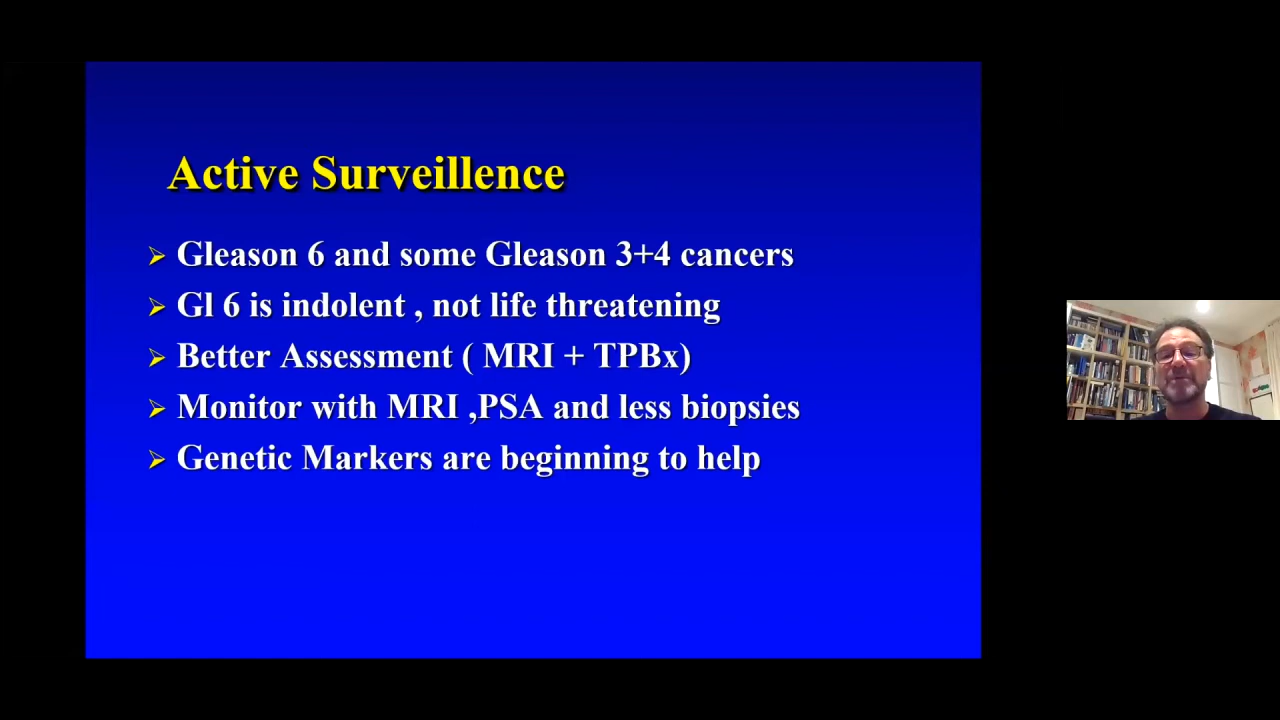 Active Surveillence
Gleason 6 and some Gleason 3+4 cancers
Gl 6 is indolent , not life threatening
Better Assessment ( MRI + TPBx)
Monitor with MRI ,PSA and less biopsies
Genetic Markers are beginning to help